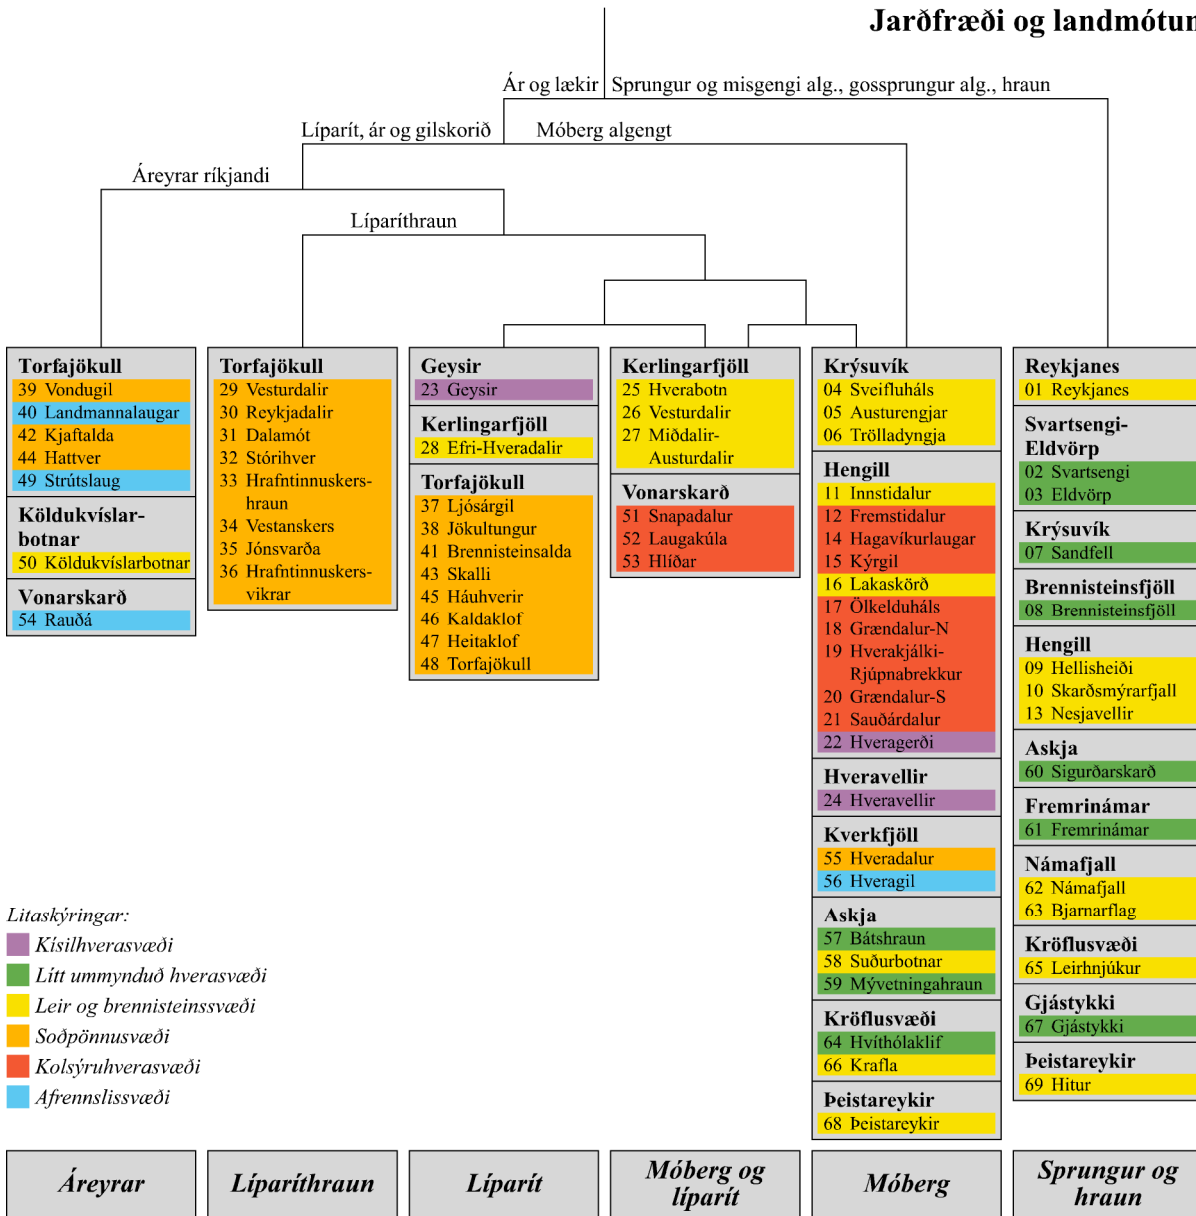 Jarðfræði og landmótun
Ár og lækir
Sprungur og misgengi alg., gossprungur alg., hraun
Líparít, ár og gilskorið
Móberg algengt
Áreyrar ríkjandi
Líparíthraun
Torfajökull
39 Vondugil
40 Landmannalaugar
42 Kjaftalda
44 Hattver
49 Strútslaug
Köldukvíslar-
botnar
50 Köldukvíslarbotnar
Vonarskarð
54 Rauðá
Torfajökull
29 Vesturdalir
30 Reykjadalir
31 Dalamót
32 Stórihver
33 Hrafntinnuskers-
hraun
34 Vestanskers
35 Jónsvarða
36 Hrafntinnuskers-
vikrar
Geysir
23 Geysir
Kerlingarfjöll
28 Efri-Hveradalir
Torfajökull
37 Ljósárgil
38 Jökultungur
41 Brennisteinsalda
43 Skalli
45 Háuhverir
46 Kaldaklof
47 Heitaklof
48 Torfajökull
Kerlingarfjöll
25 Hverabotn
26 Vesturdalir
27 Miðdalir-
Austurdalir
Vonarskarð
51 Snapadalur
52 Laugakúla
53 Hlíðar
Krýsuvík
04 Sveifluháls
05 Austurengjar
06 Trölladyngja
Hengill
11 Innstidalur
12 Fremstidalur
14 Hagavíkurlaugar
15 Kýrgil
16 Lakaskörð
17 Ölkelduháls
18 Grændalur-N
19 Hverakjálki-
Rjúpnabrekkur
20 Grændalur-S
21 Sauðárdalur
22 Hveragerði
Hveravellir
24 Hveravellir
Kverkfjöll
55 Hveradalur
56 Hveragil
Askja
57 Bátshraun
58 Suðurbotnar
59 Mývetningahraun
Kröflusvæði
64 Hvíthólaklif
66 Krafla
Þeistareykir
68 Þeistareykir
Reykjanes
01 Reykjanes
Svartsengi-
Eldvörp
02 Svartsengi
03 Eldvörp
Krýsuvík
07 Sandfell
Brennisteinsfjöll
08 Brennisteinsfjöll
Hengill
09 Hellisheiði
10 Skarðsmýrarfjall
13 Nesjavellir
Askja
60 Sigurðarskarð
Fremrinámar
61 Fremrinámar
Námafjall
62 Námafjall
63 Bjarnarflag
Kröflusvæði
65 Leirhnjúkur
Gjástykki
67 Gjástykki
Þeistareykir
69 Hitur
Litaskýringar:
Kísilhverasvæði
Lítt ummynduð hverasvæði
Leir og brennisteinssvæði
Soðpönnusvæði
Kolsýruhverasvæði
Afrennslissvæði
Áreyrar
Líparíthraun
Líparít
Móberg og
líparít
Móberg
Sprungur og
hraun